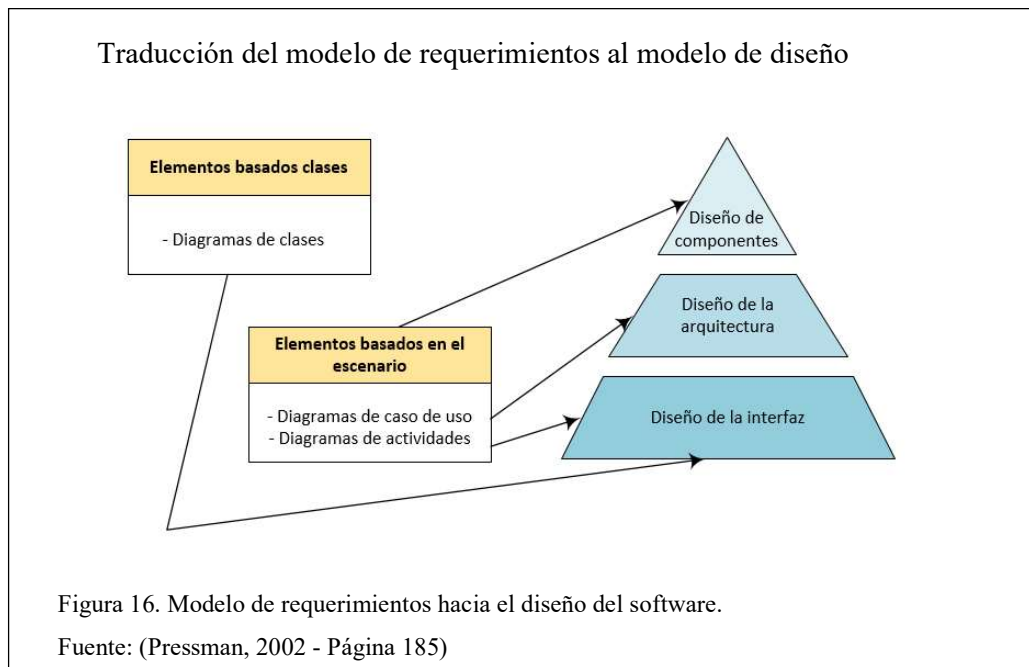 Traducción del modelo de requerimientos al modelo de diseño
Elementos basados clases
- Diagramas de clases
Elementos basados en el
escenario
- Diagramas de caso de uso
- Diagramas de actividades
Diseño de
componentes
Diseño de la
arquitectura
Diseño de la interfaz
Figura 16. Modelo de requerimientos hacia el diseño del software.
Fuente: (Pressman, 2002 - Página 185)